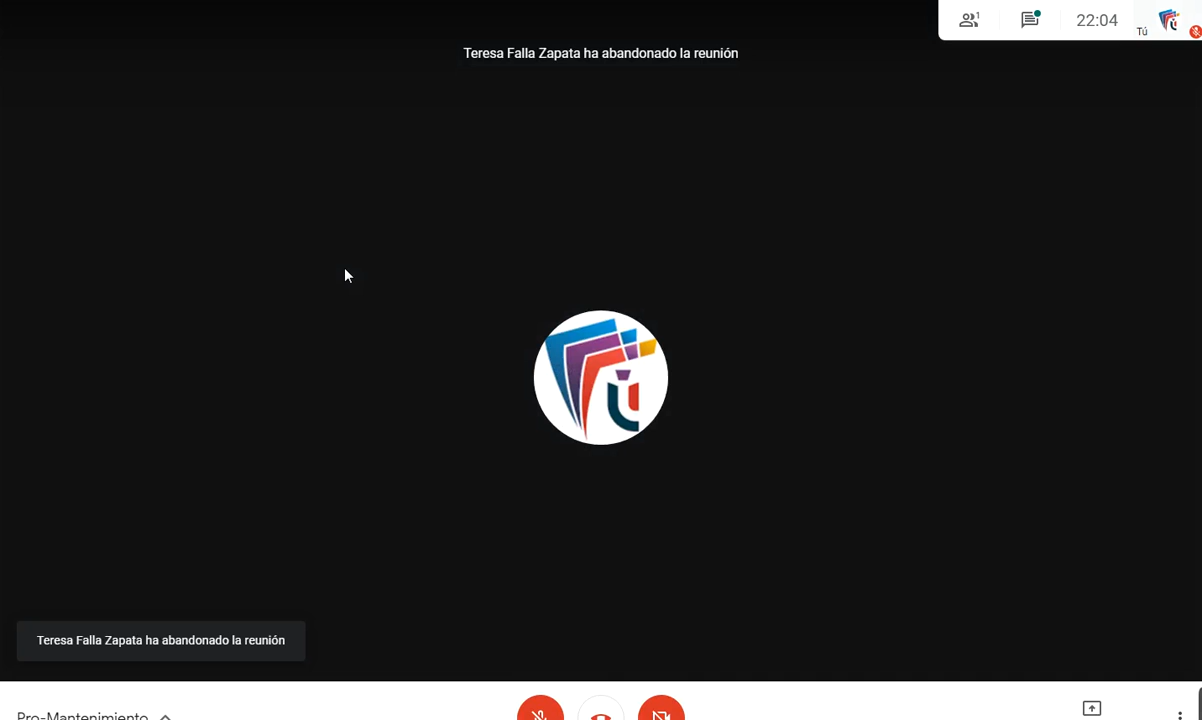 1
22:04
Tú
Teresa Falla Zapata ha abandonado la reunión
Teresa Falla Zapata ha abandonado la reunión
Pro-Mantenimiento